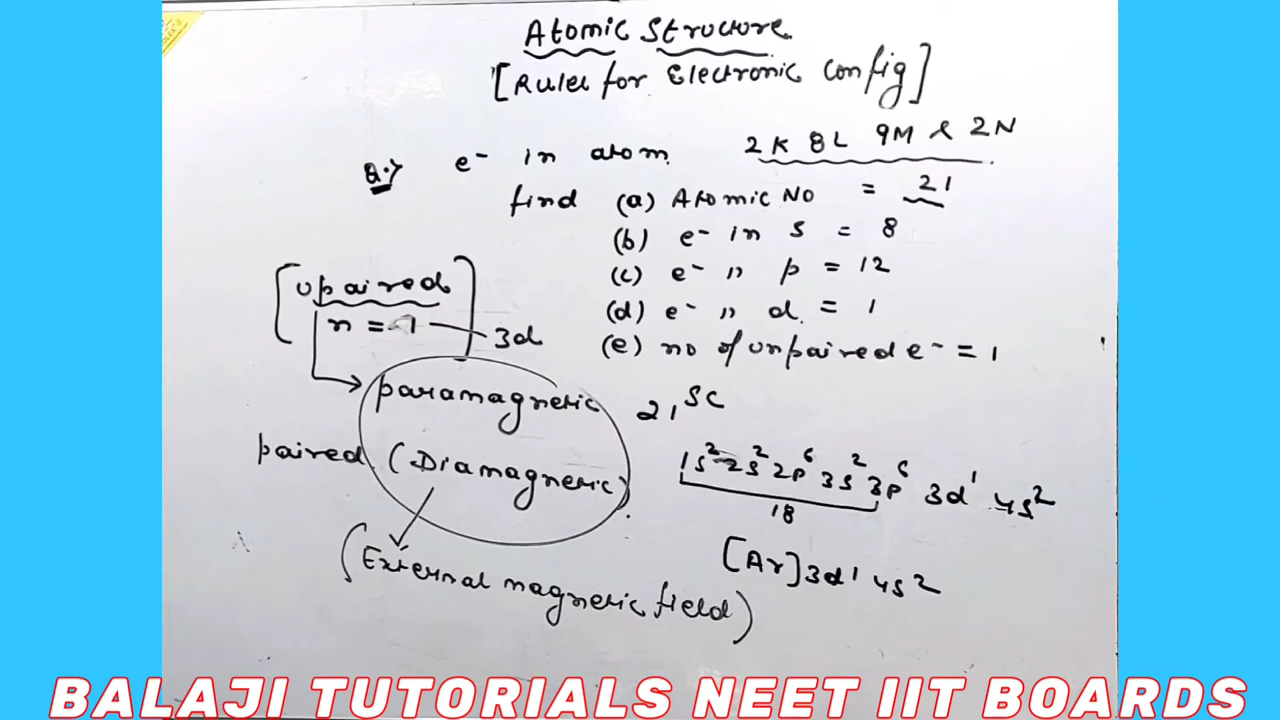 Atomic Structure.
[Rules for Electronic Config]
Q.> e- in atom 2K 8L 9M & 2N
find (a) Atomic No = 21
(b) e- in s = 8
(c) e- " p = 12
(d) e- " d = 1
(e) no of unpaired e- = 1
[upaired]
n = 1 3d
paramagnetic
paired (Diamagnetic)
(External magnetic field)
21 Sc
1s² 2s² 2p⁶ 3s² 3p⁶ 3d¹ 4s²
18
[Ar] 3d¹ 4s²
BALAJI TUTORIALS NEET IIT BOARDS